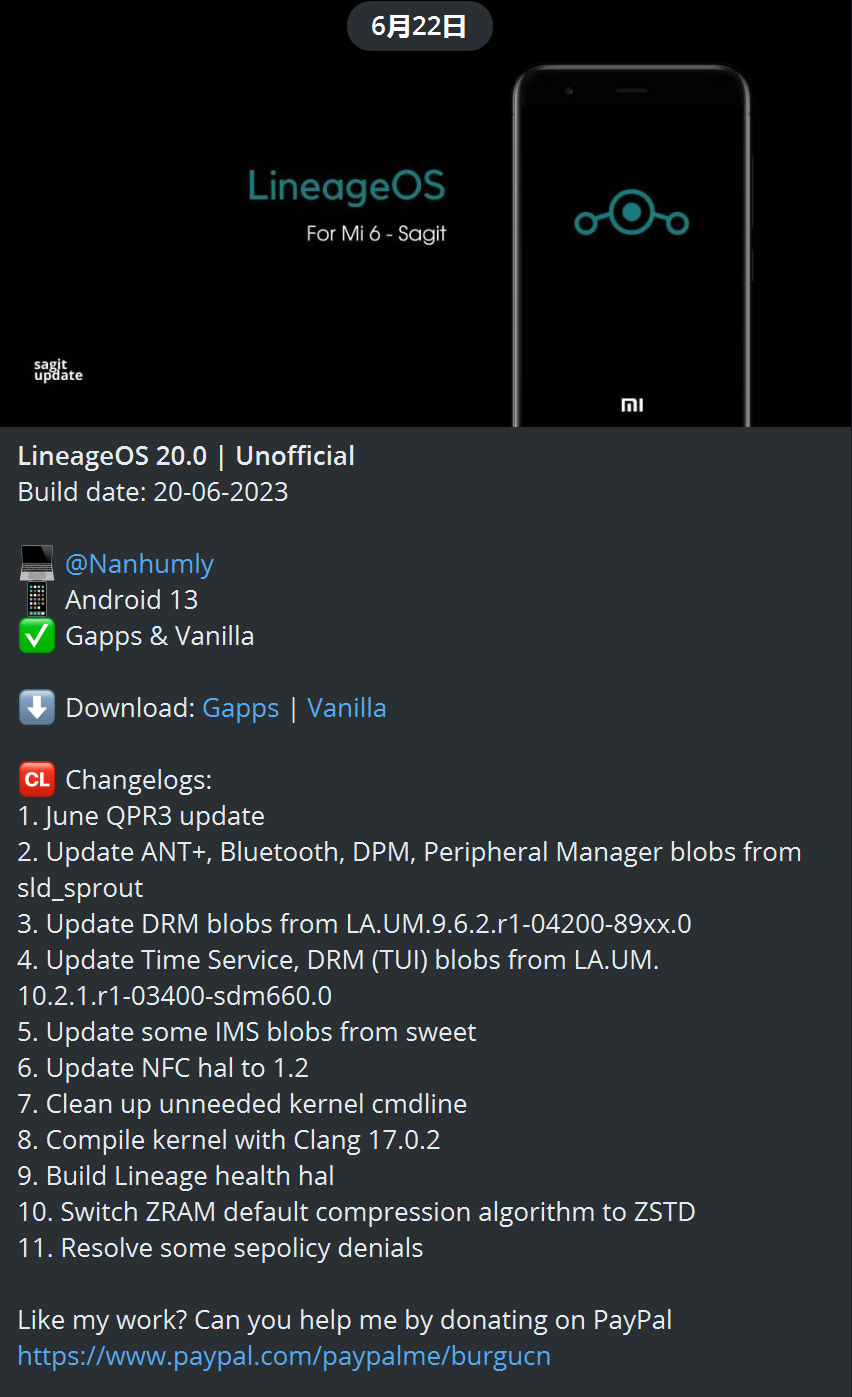 6月22日
LineageOS
For Mi 6 - Sagit
sagit
update
LineageOS 20.0 | Unofficial
Build date: 20-06-2023
@Nanhumly
Android 13
Gapps & Vanilla
Download: Gapps | Vanilla
CL Changelogs:
1. June QPR3 update
2. Update ANT+, Bluetooth, DPM, Peripheral Manager blobs from
sld_sprout
3. Update DRM blobs from LA.UM.9.6.2.r1-04200-89xx.0
4. Update Time Service, DRM (TUI) blobs from LA.UM.
10.2.1.r1-03400-sdm660.0
5. Update some IMS blobs from sweet
6. Update NFC hal to 1.2
7. Clean up unneeded kernel cmdline
8. Compile kernel with Clang 17.0.2
9. Build Lineage health hal
10. Switch ZRAM default compression algorithm to ZSTD
11. Resolve some sepolicy denials
Like my work? Can you help me by donating on PayPal
https://www.paypal.com/paypalme/burgucn